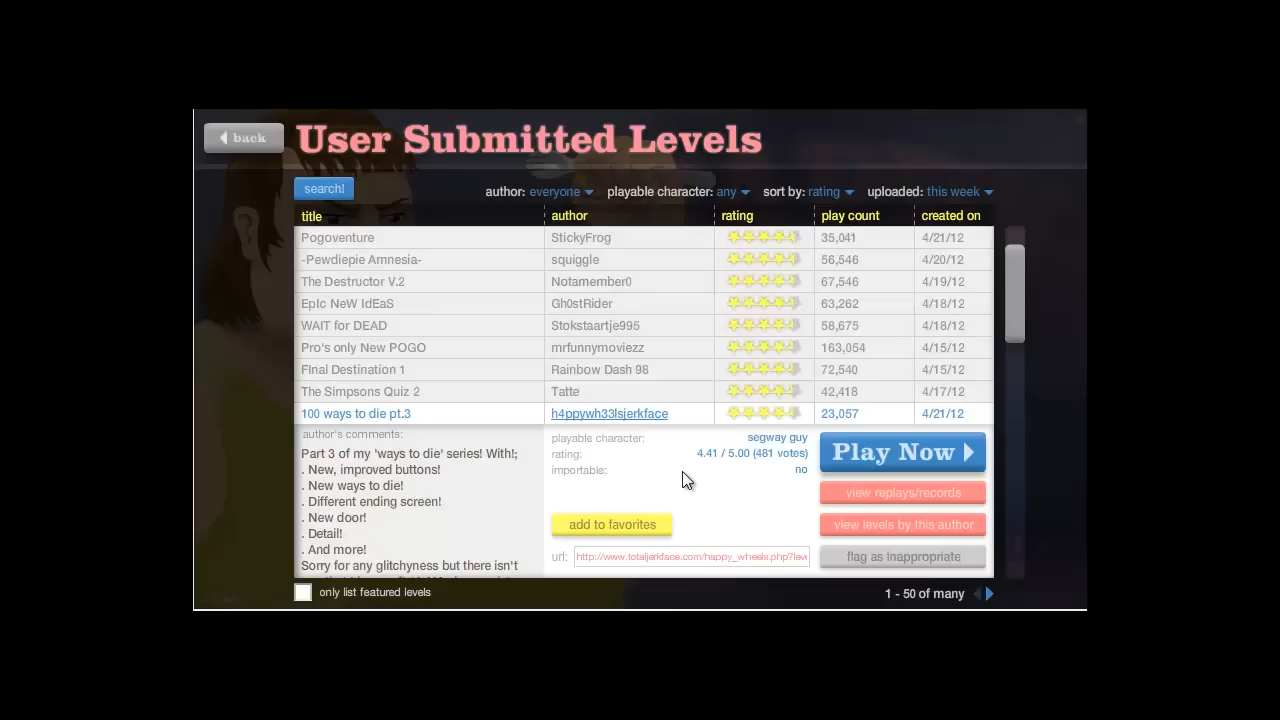 back
User Submitted Levels
search!
author: everyone playable character: any sort by: rating uploaded: this week
title author rating play count created on
Pogoventure StickyFrog 35,041 4/21/12
-Pewdiepie Amnesia- squiggle 56,546 4/20/12
The Destructor V.2 Notamember0 67,546 4/19/12
EpIc NeW IdEaS Gh0stRider 63,262 4/18/12
WAIT for DEAD Stokstaartje995 58,675 4/18/12
Pro's only New POGO mrfunnymoviezz 163,054 4/15/12
FInal Destination 1 Rainbow Dash 98 72,540 4/15/12
The Simpsons Quiz 2 Tatte 42,418 4/17/12
100 ways to die pt.3 h4ppywh33lsjerkface 23,057 4/21/12
author's comments:
Part 3 of my 'ways to die' series! With!;
. New, improved buttons!
. New ways to die!
. Different ending screen!
. New door!
. Detail!
. And more!
Sorry for any glitchyness but there isn't
playable character: segway guy
rating: 4.41 / 5.00 (481 votes)
importable: no
add to favorites
url: http://www.totaljerkface.com/happy_wheels.php?lev
Play Now
view replays/records
view levels by this author
flag as inappropriate
only list featured levels
1 - 50 of many